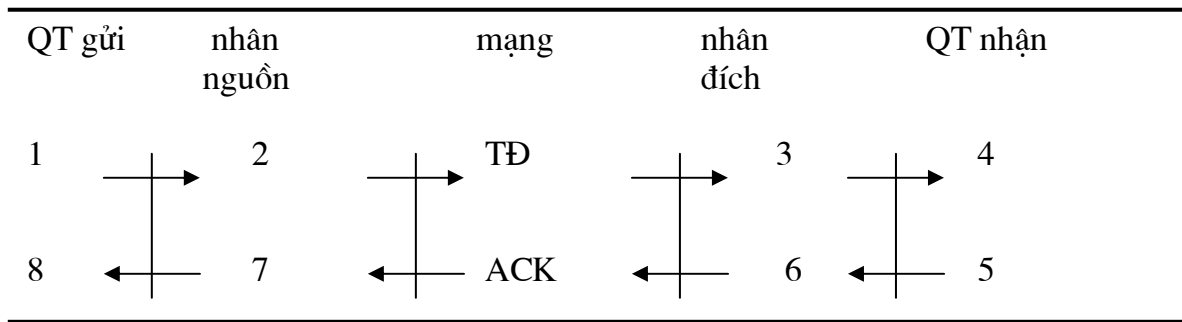 QT gửi nhân mạng nhân QT nhận
nguồn đích
1 2 TĐ 3 4
8 7 ACK 6 5